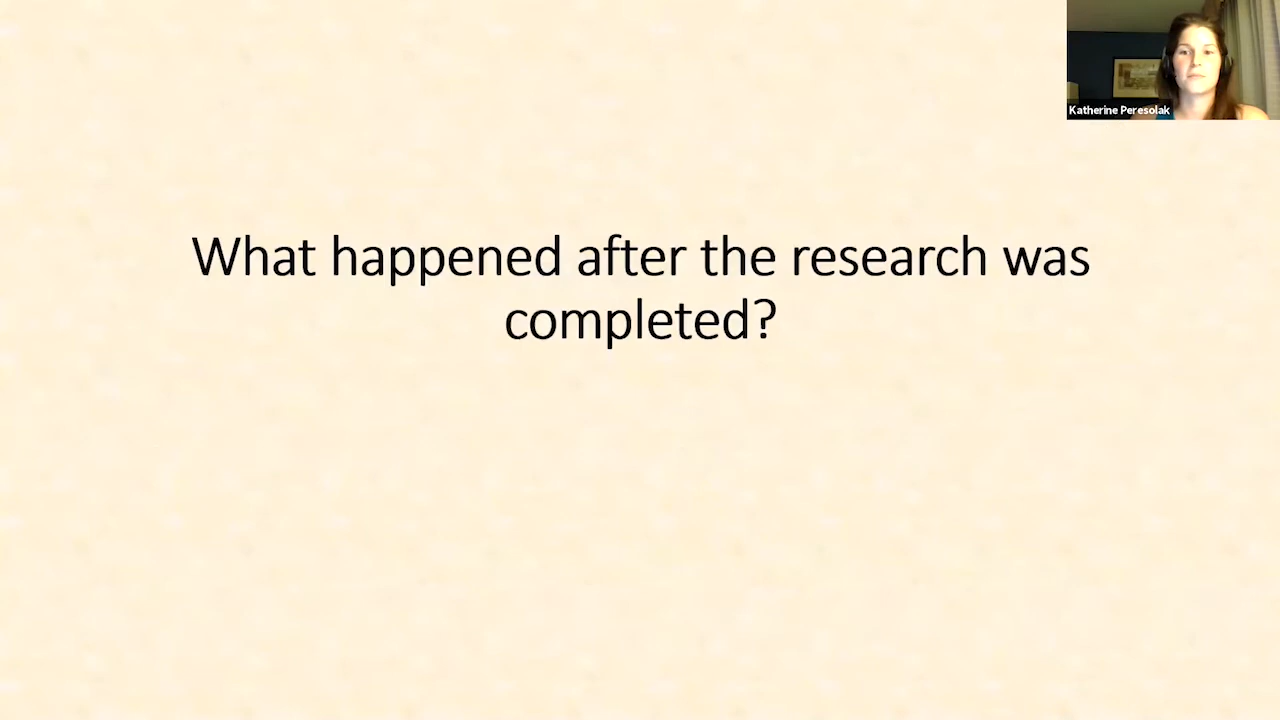 Katherine Peresolak
What happened after the research was
completed?